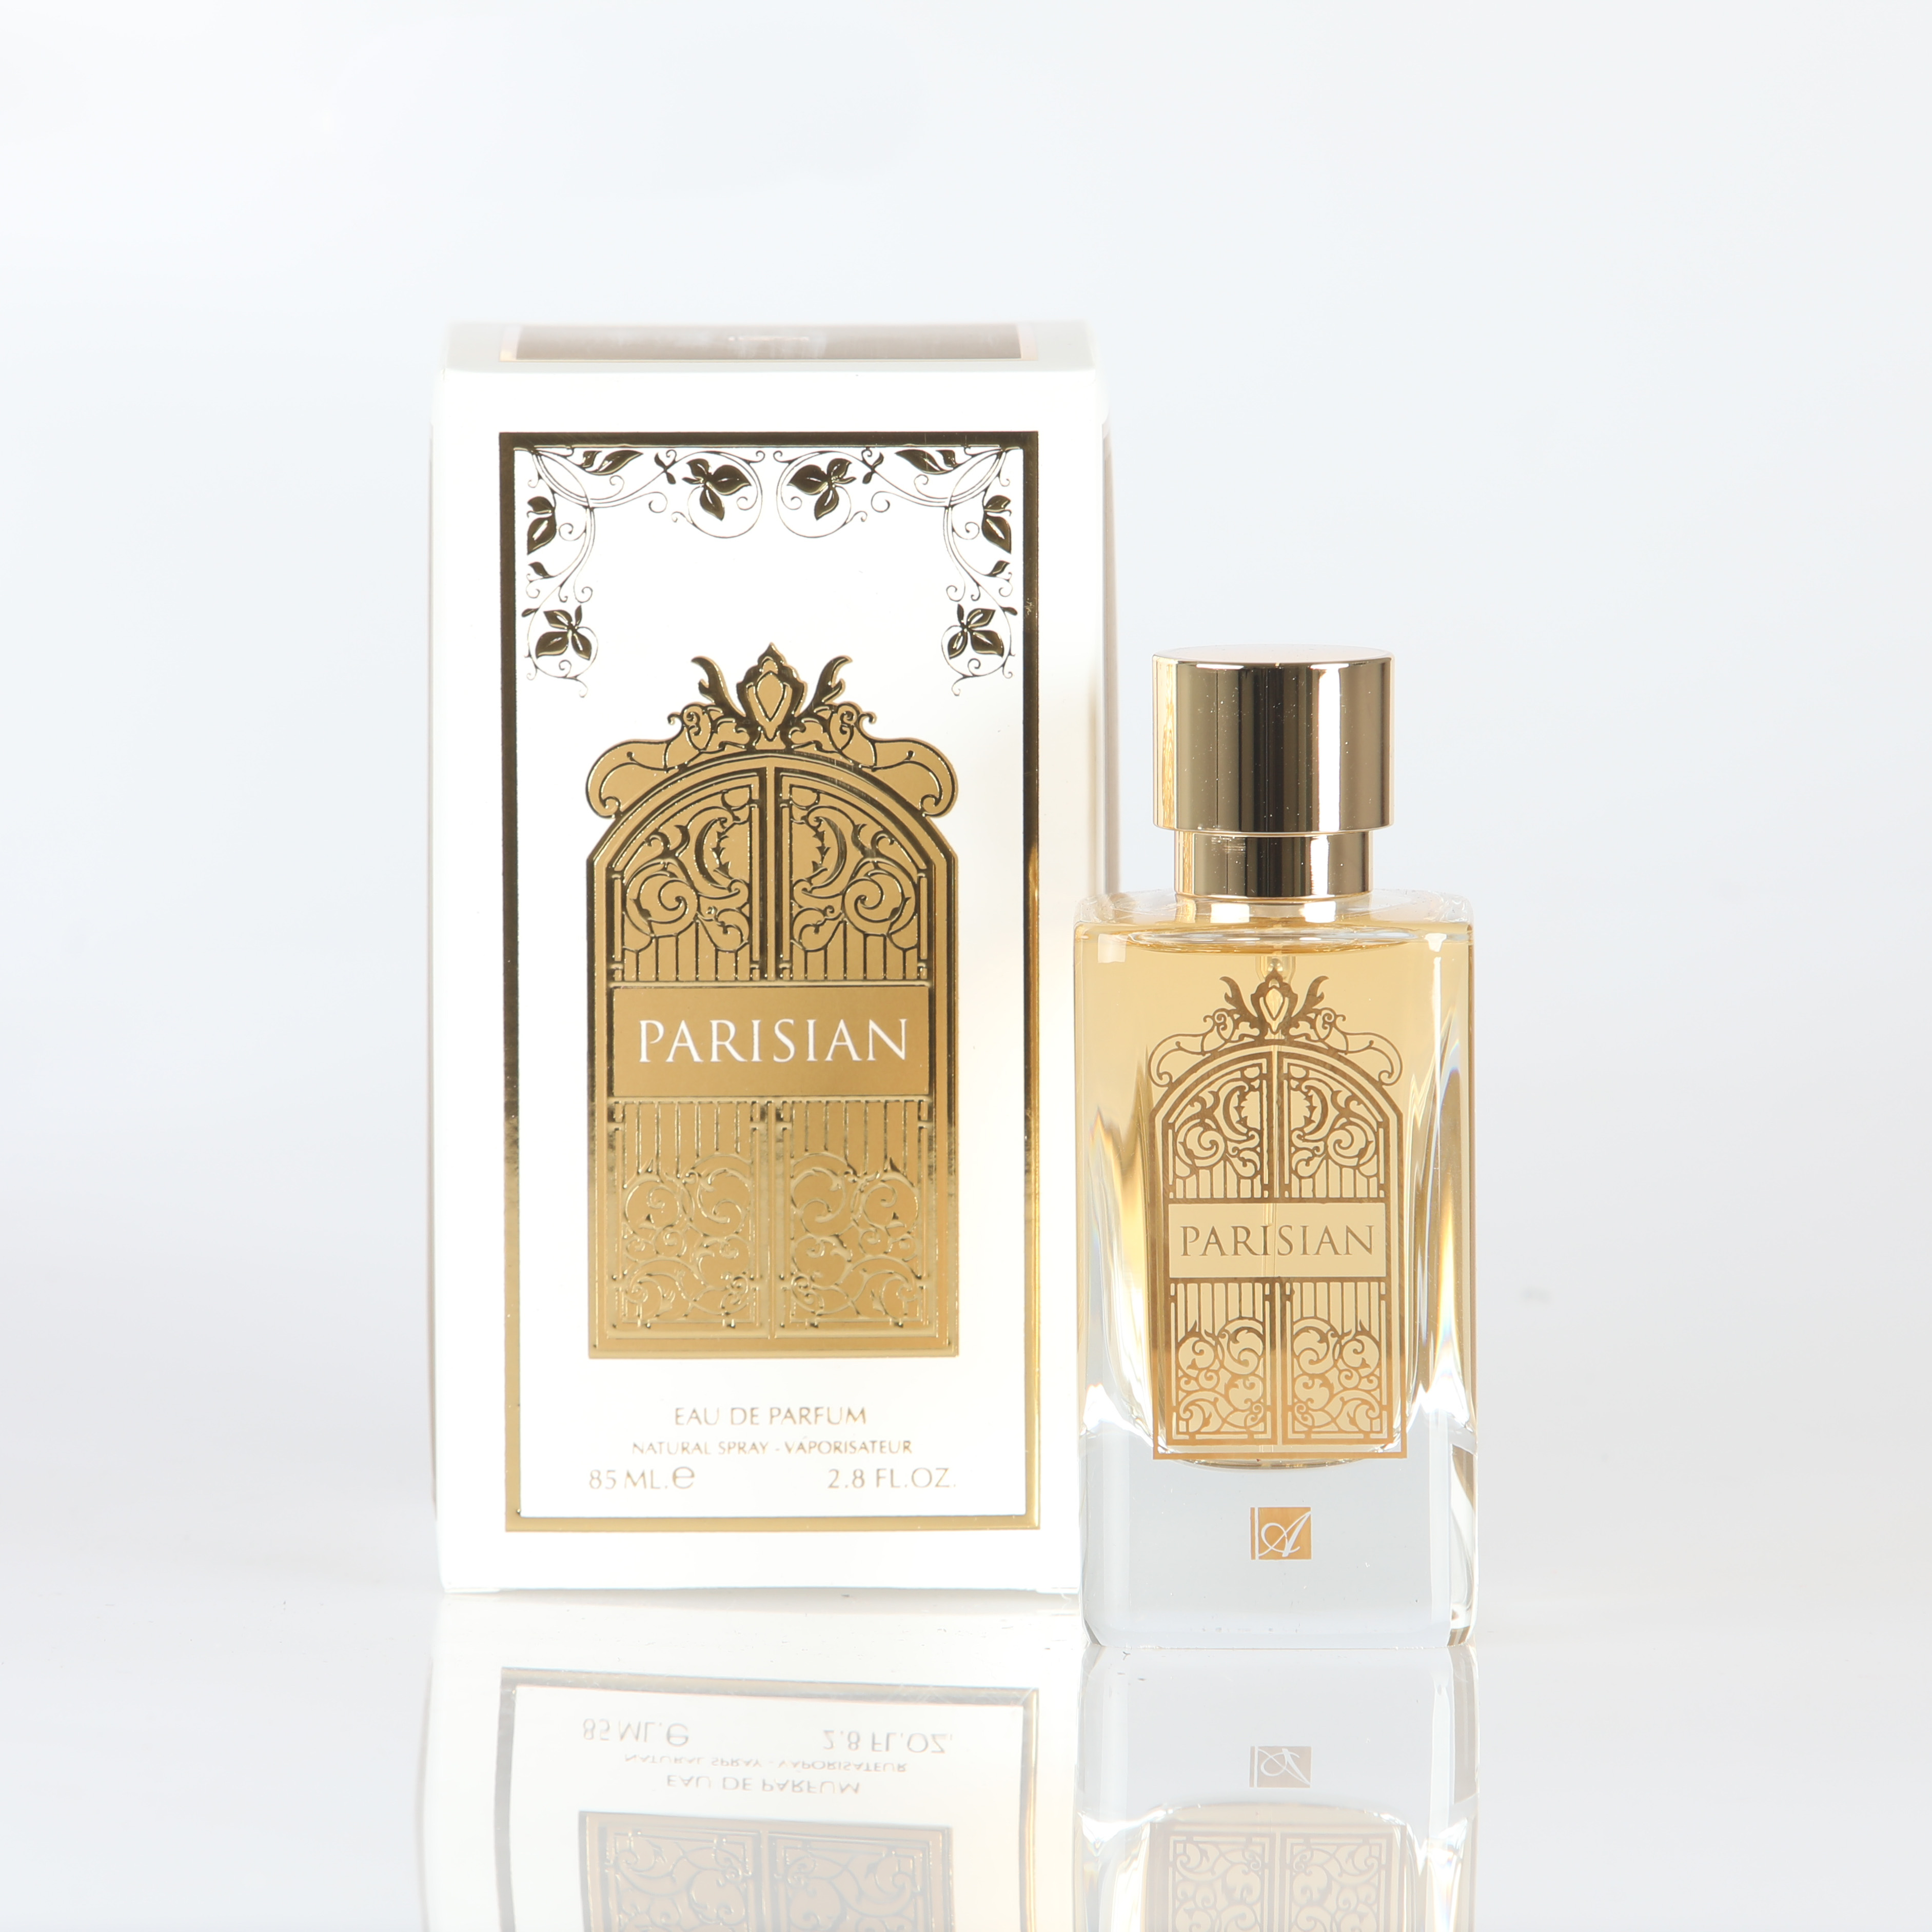 PARISIAN
EAU DE PARFUM
NATURAL SPRAY - VAPORISATEUR
85 ML.e 2.8 FL.OZ.
PARISIAN
A